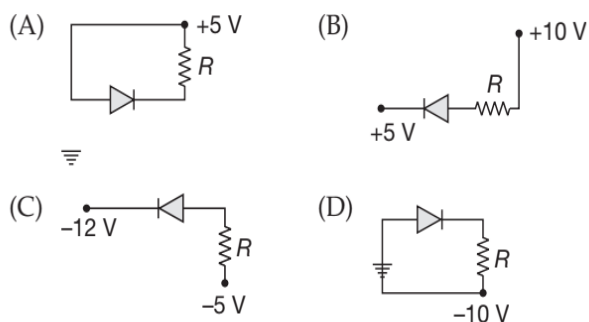 (A) +5 V (B) +10 V
R
R
+5 V
(C) (D)
–12 V
R R
–5 V –10 V